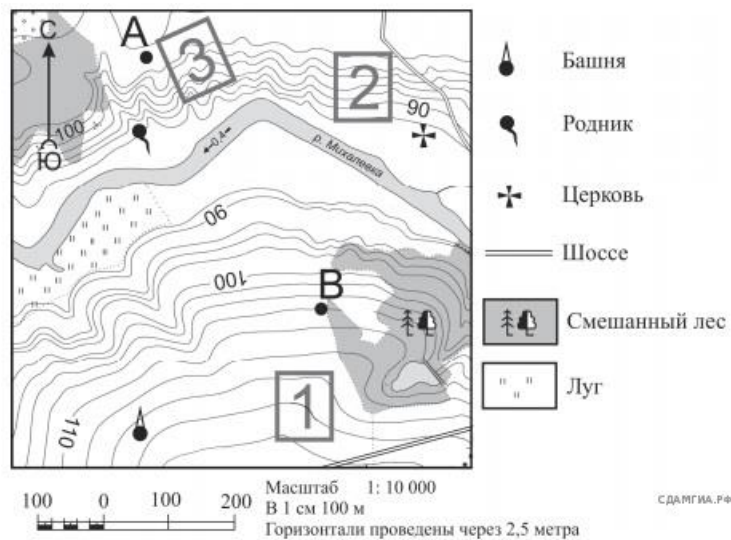 С
А
3
2
90
Башня
100
Ю
0,4
р. Михалевка
Родник
Церковь
90
Шоссе
100
В
Смешанный лес
Луг
1
110
100 0 100 200
Масштаб 1: 10 000
В 1 см 100 м
Горизонтали проведены через 2,5 метра
СДАМГИА.РФ